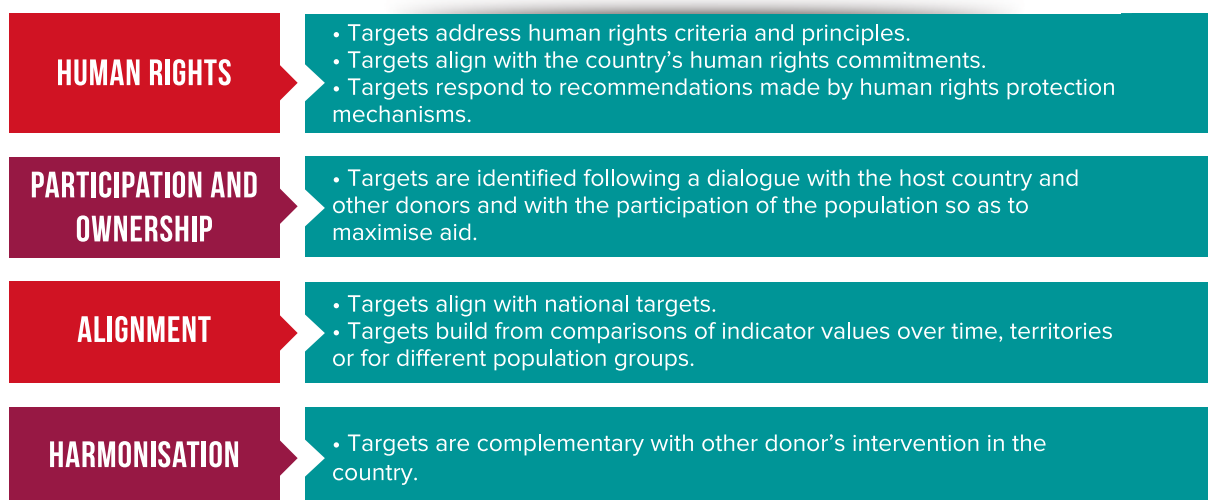 HUMAN RIGHTS
• Targets address human rights criteria and principles.
• Targets align with the country’s human rights commitments.
• Targets respond to recommendations made by human rights protection
mechanisms.
PARTICIPATION AND
OWNERSHIP
• Targets are identified following a dialogue with the host country and
other donors and with the participation of the population so as to
maximise aid.
ALIGNMENT
• Targets align with national targets.
• Targets build from comparisons of indicator values over time, territories
or for different population groups.
HARMONISATION
• Targets are complementary with other donor’s intervention in the
country.